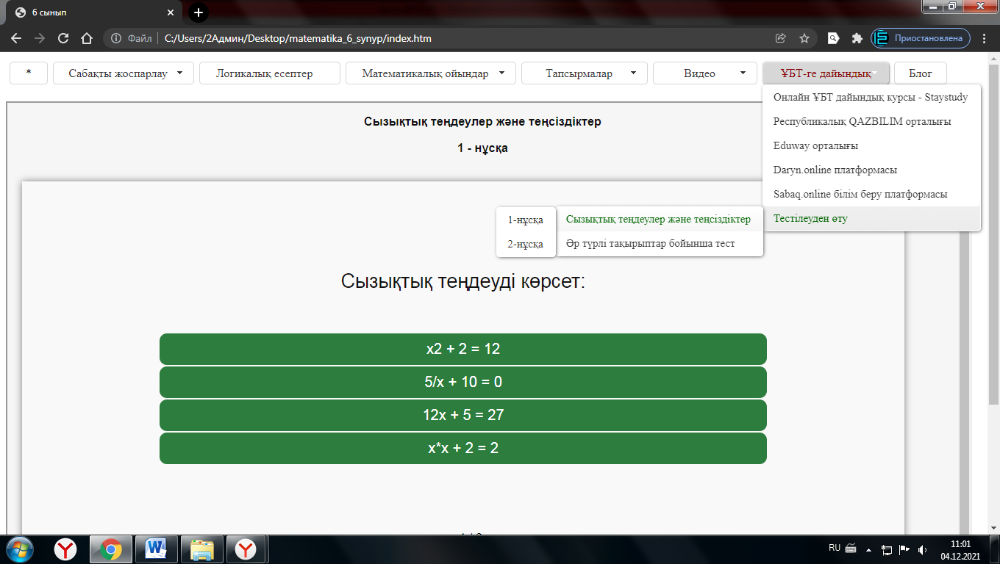 6 сынып
Файл C:/Users/2Админ/Desktop/matematika_6_synyp/index.htm
Приостановлена
* Сабақты жоспарлау Логикалық есептер Математикалық ойындар Тапсырмалар Видео ҰБТ-ге дайындық Блог
Онлайн ҰБТ дайындық курсы - Staystudy
Республикалық QAZBILIM орталығы
Eduway орталығы
Daryn.online платформасы
Sabaq.online білім беру платформасы
Тестілеуден өту
Сызықтық теңдеулер және теңсіздіктер
Әр түрлі тақырыптар бойынша тест
1-нұсқа
2-нұсқа
Сызықтық теңдеулер және теңсіздіктер
1 - нұсқа
Сызықтық теңдеуді көрсет:
x2 + 2 = 12
5/x + 10 = 0
12x + 5 = 27
x*x + 2 = 2
RU
11:01
04.12.2021